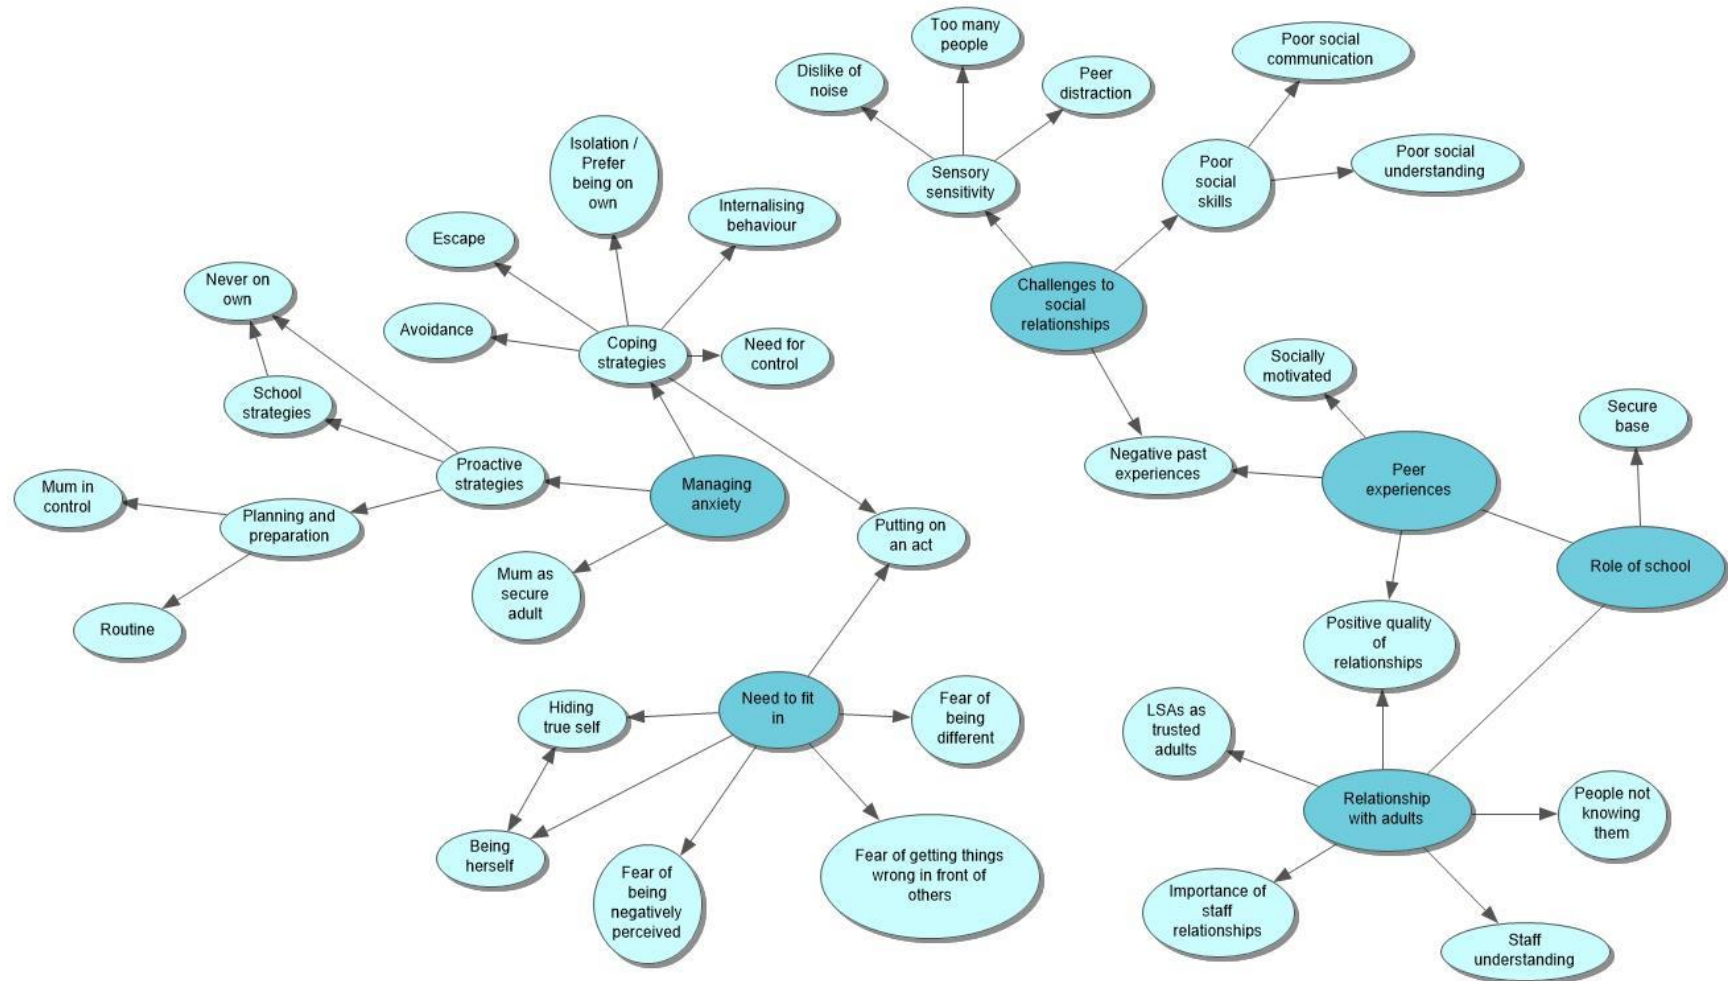 Too many
people
Poor social
communication
Dislike of
noise
Peer
distraction
Isolation /
Prefer
being on
own
Sensory
sensitivity
Poor
social
skills
Poor social
understanding
Internalising
behaviour
Escape
Never on
own
Challenges to
social
relationships
Avoidance
Coping
strategies
Need for
control
Socially
motivated
School
strategies
Secure
base
Mum in
control
Proactive
strategies
Managing
anxiety
Negative past
experiences
Peer
experiences
Planning and
preparation
Putting on
an act
Role of school
Mum as
secure
adult
Routine
Positive quality
of
relationships
Hiding
true self
Need to fit
in
Fear of
being
different
LSAs as
trusted
adults
Relationship
with adults
People not
knowing
them
Being
herself
Fear of
being
negatively
perceived
Fear of getting things
wrong in front of
others
Importance of
staff
relationships
Staff
understanding